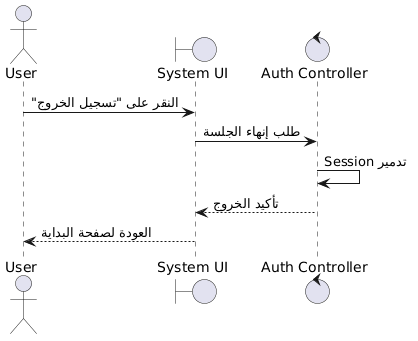 User
System UI
Auth Controller
النقر على "تسجيل الخروج"
طلب إنهاء الجلسة
تدمير Session
تأكيد الخروج
العودة لصفحة البداية
User
System UI
Auth Controller